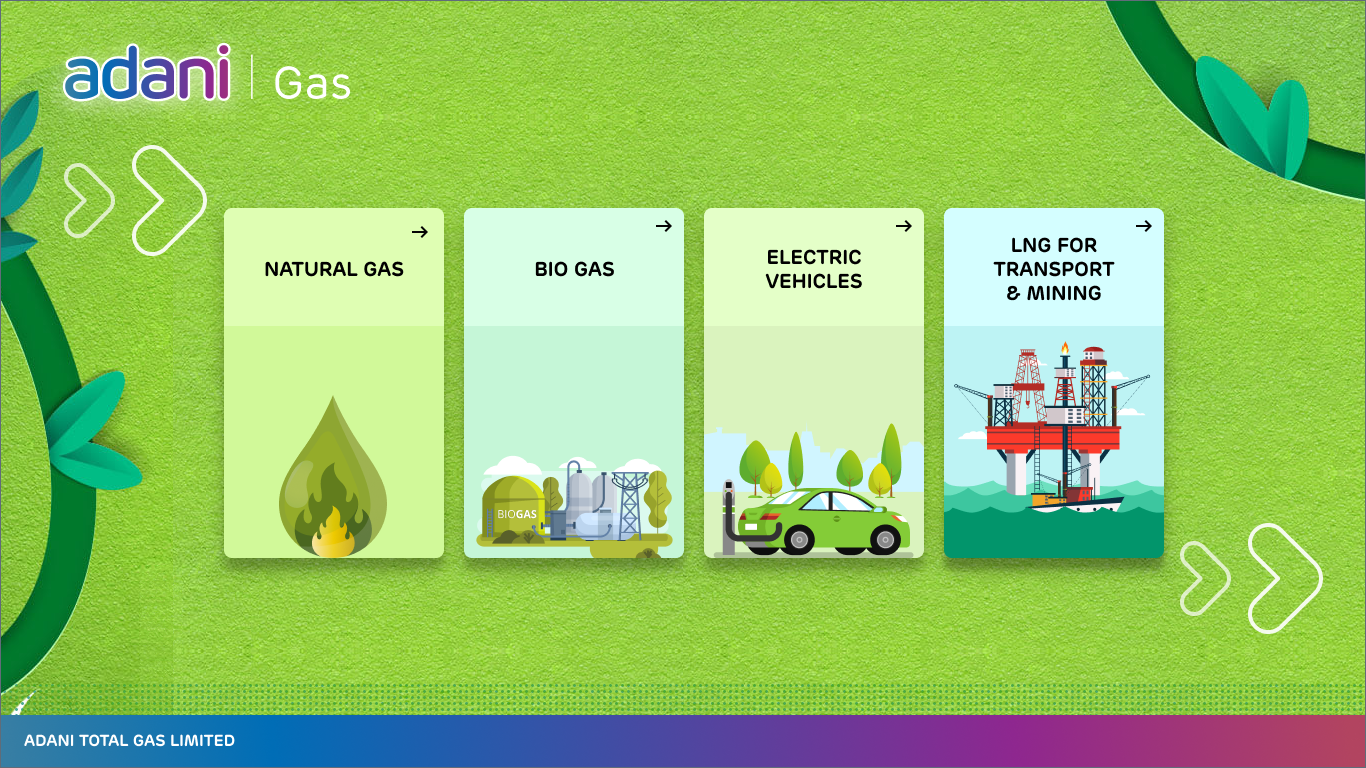 adani | Gas
NATURAL GAS
BIO GAS
ELECTRIC
VEHICLES
LNG FOR
TRANSPORT
& MINING
BIOGAS
ADANI TOTAL GAS LIMITED